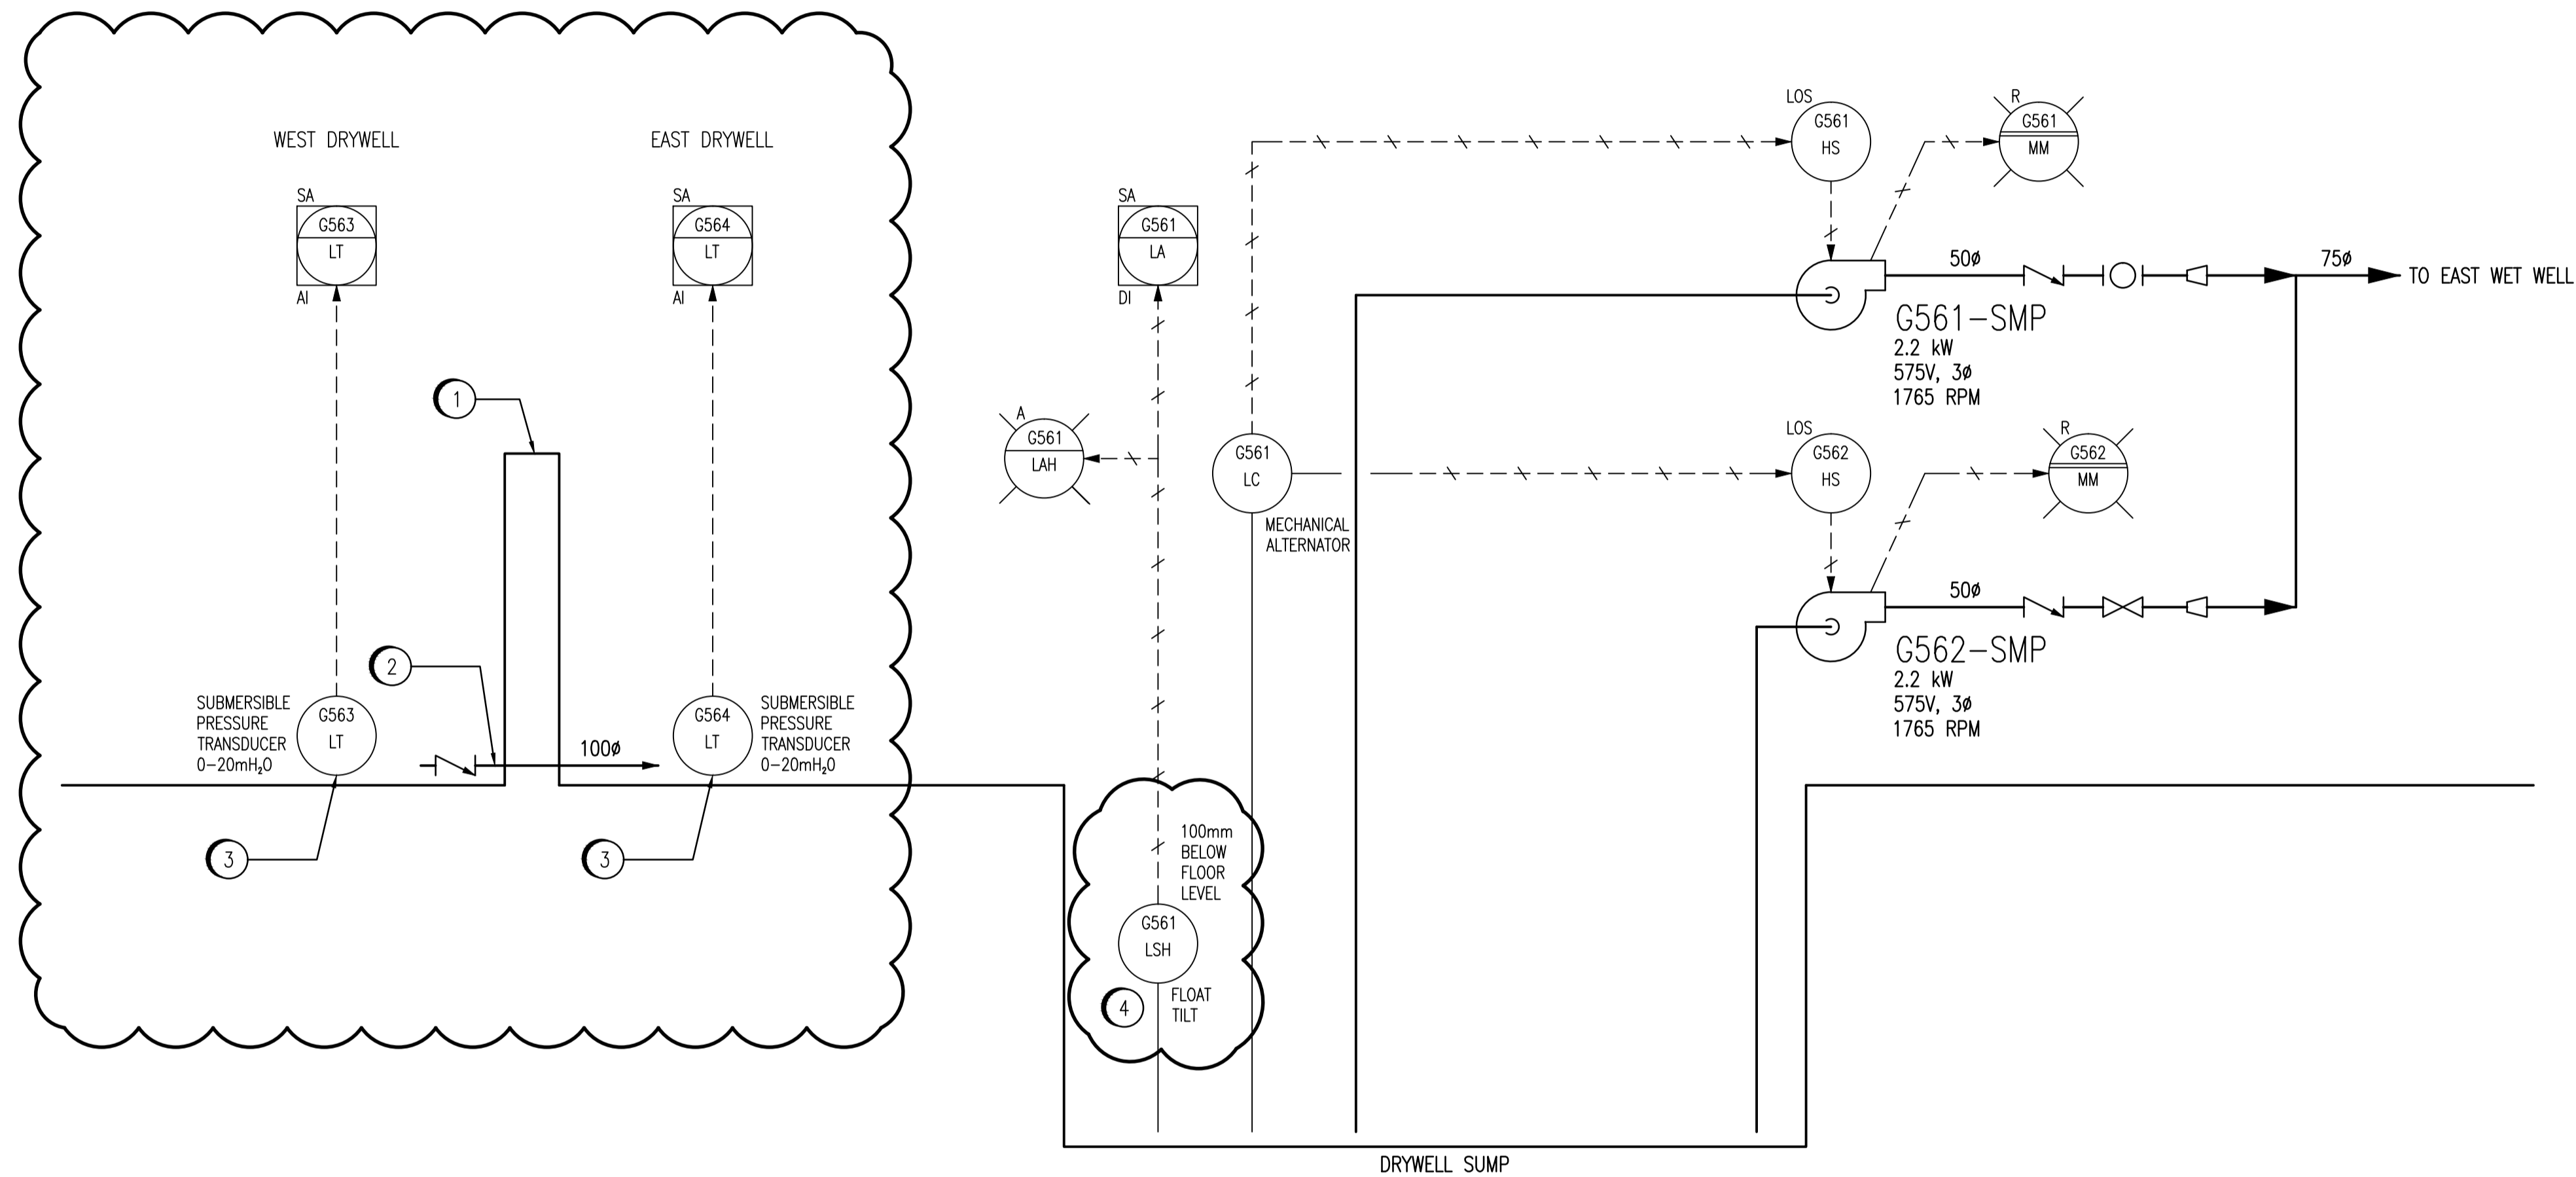 WEST DRYWELL
EAST DRYWELL
SA
G563
LT
AI
SA
G564
LT
AI
1
2
SUBMERSIBLE
PRESSURE
TRANSDUCER
0-20mH₂O
G563
LT
100ø
G564
LT
SUBMERSIBLE
PRESSURE
TRANSDUCER
0-20mH₂O
3
3
SA
G561
LA
DI
A
G561
LAH
G561
LC
MECHANICAL
ALTERNATOR
100mm
BELOW
FLOOR
LEVEL
G561
LSH
4
FLOAT
TILT
LOS
G561
HS
R
G561
MM
50ø
75ø
TO EAST WET WELL
G561-SMP
2.2 kW
575V, 3ø
1765 RPM
LOS
G562
HS
R
G562
MM
50ø
G562-SMP
2.2 kW
575V, 3ø
1765 RPM
DRYWELL SUMP